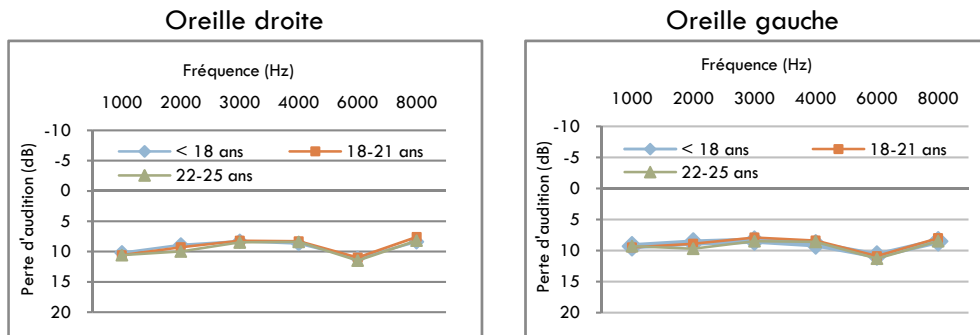 Oreille droite
Fréquence (Hz)
1000 2000 3000 4000 6000 8000
Perte d'audition (dB)
-10
-5
0
5
10
15
20
< 18 ans 18-21 ans
22-25 ans
Oreille gauche
Fréquence (Hz)
1000 2000 3000 4000 6000 8000
Perte d'audition (dB)
-10
-5
0
5
10
15
20
< 18 ans 18-21 ans
22-25 ans